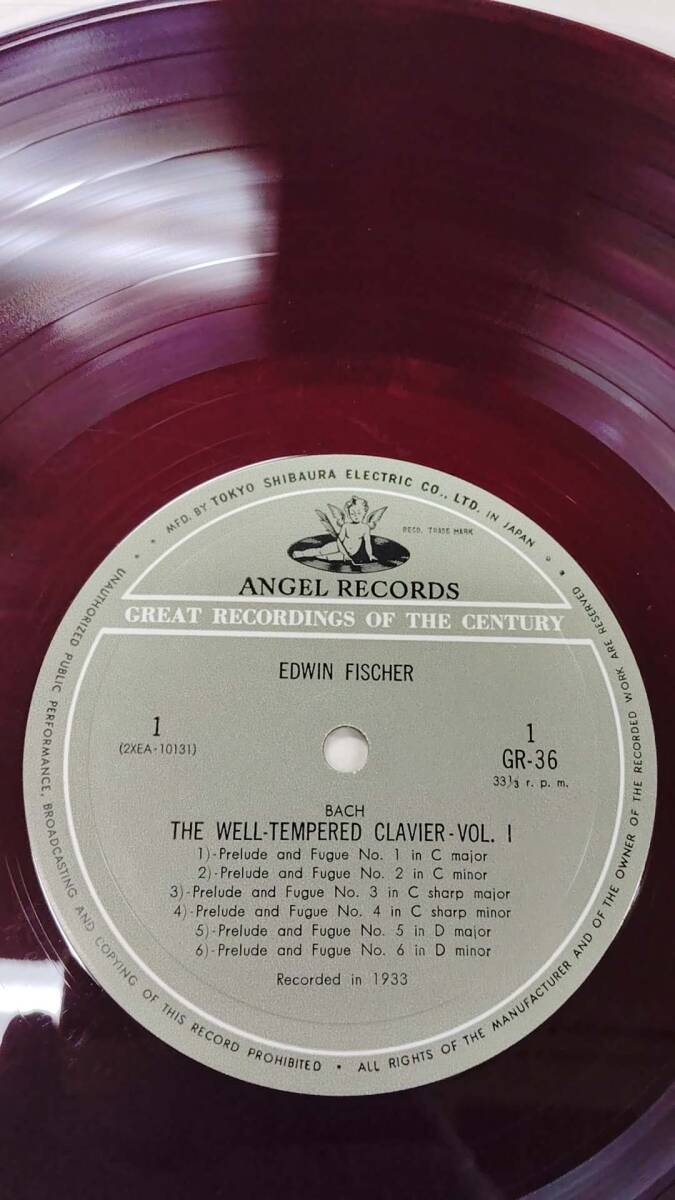 MFD. BY TOKYO SHIBAURA ELECTRIC CO., LTD. IN JAPAN
REGD. TRADE MARK
ANGEL RECORDS
GREAT RECORDINGS OF THE CENTURY
EDWIN FISCHER
1
(2XEA-10131)
1
GR-36
33⅓ r. p. m.
BACH
THE WELL-TEMPERED CLAVIER-VOL. I
1)-Prelude and Fugue No. 1 in C major
2)-Prelude and Fugue No. 2 in C minor
3)-Prelude and Fugue No. 3 in C sharp major
4)-Prelude and Fugue No. 4 in C sharp minor
5)-Prelude and Fugue No. 5 in D major
6)-Prelude and Fugue No. 6 in D minor
Recorded in 1933
UNAUTHORIZED PUBLIC PERFORMANCE, BROADCASTING AND COPYING OF THIS RECORD PROHIBITED • ALL RIGHTS OF THE MANUFACTURER AND OF THE OWNER OF THE RECORDED WORK ARE RESERVED